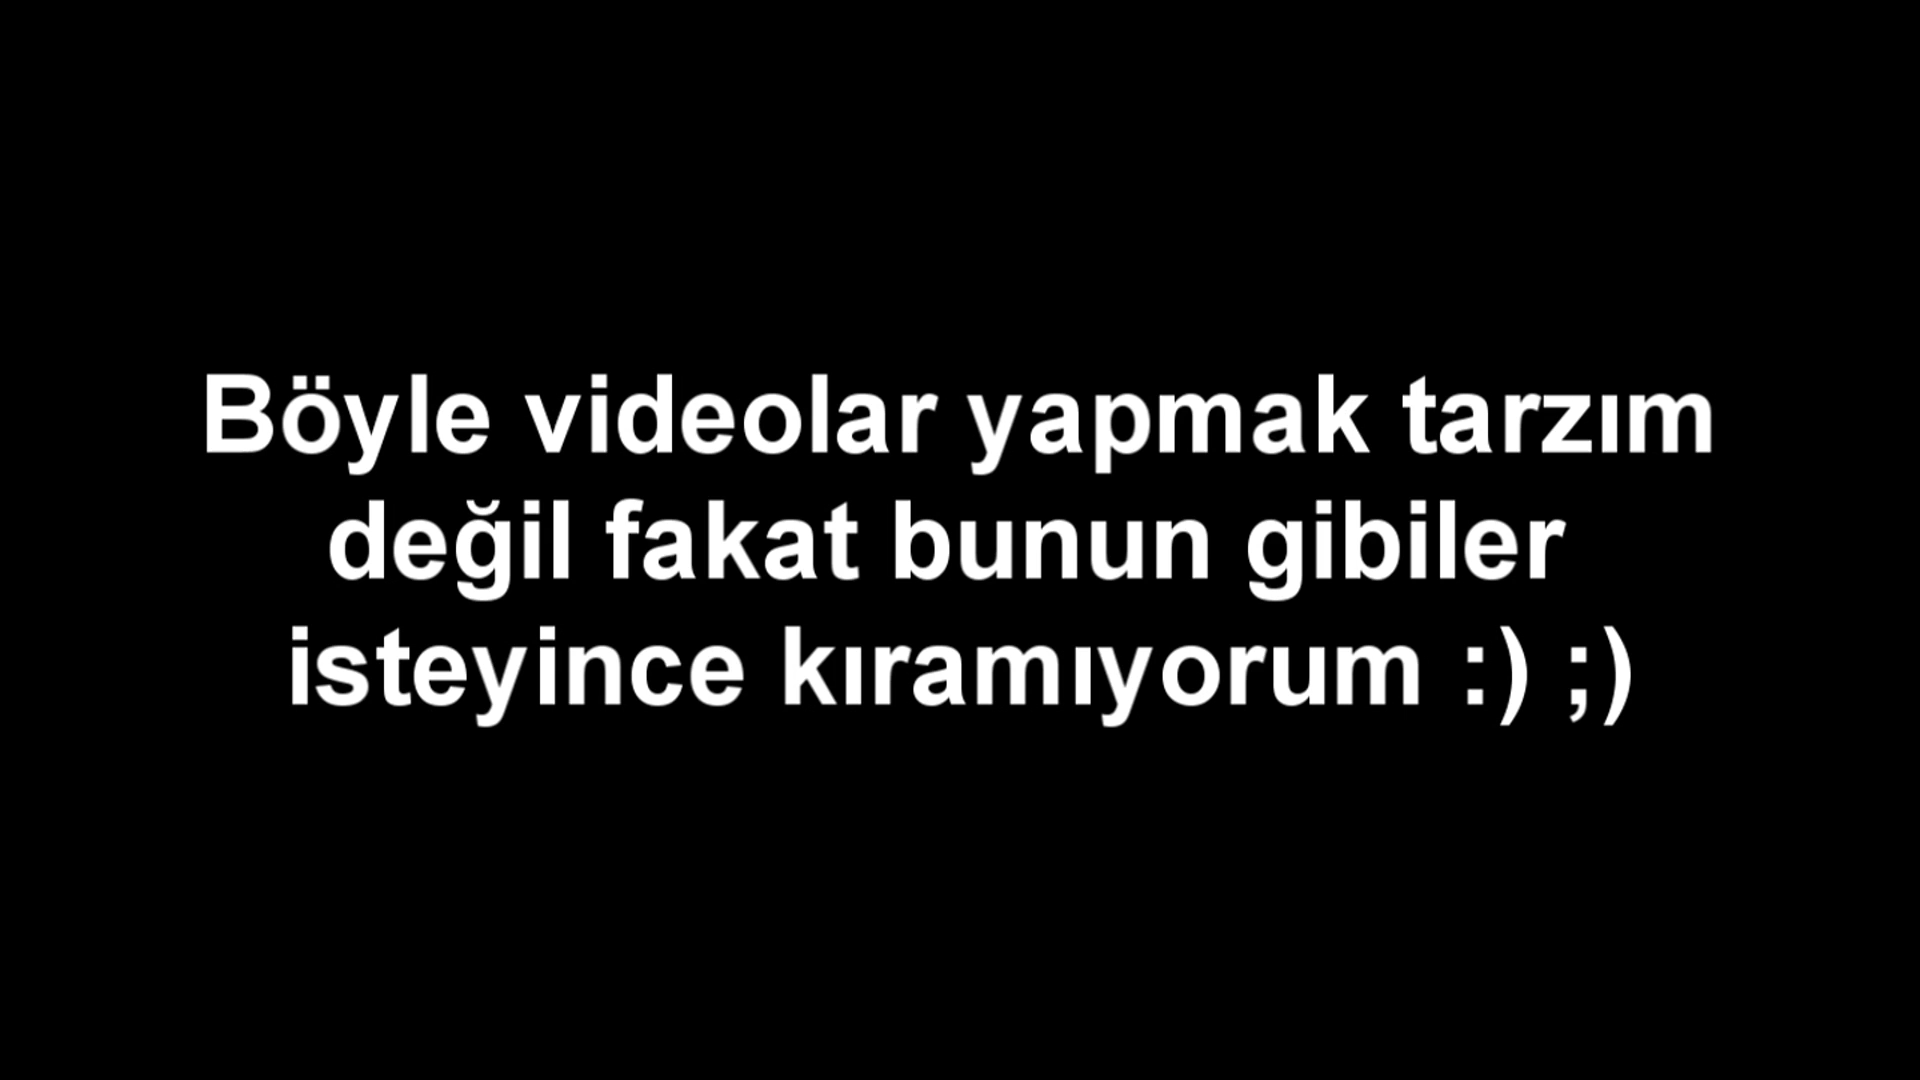 Böyle videolar yapmak tarzım
değil fakat bunun gibiler
isteyince kıramıyorum :) ;)